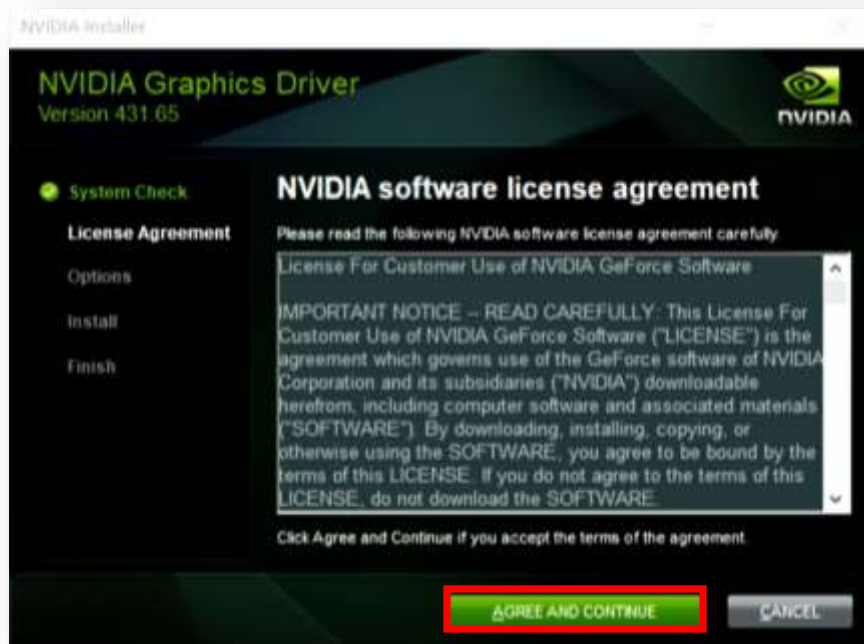 NVIDIA Installer
NVIDIA Graphics Driver
Version 431.65
NVIDIA
System Check
License Agreement
Options
Install
Finish
NVIDIA software license agreement
Please read the following NVIDIA software license agreement carefully.
License For Customer Use of NVIDIA GeForce Software
IMPORTANT NOTICE -- READ CAREFULLY: This License For
Customer Use of NVIDIA GeForce Software ("LICENSE") is the
agreement which governs use of the GeForce software of NVIDIA
Corporation and its subsidiaries ("NVIDIA") downloadable
herefrom, including computer software and associated materials
("SOFTWARE"). By downloading, installing, copying, or
otherwise using the SOFTWARE, you agree to be bound by the
terms of this LICENSE. If you do not agree to the terms of this
LICENSE, do not download the SOFTWARE.
Click Agree and Continue if you accept the terms of the agreement.
AGREE AND CONTINUE
CANCEL